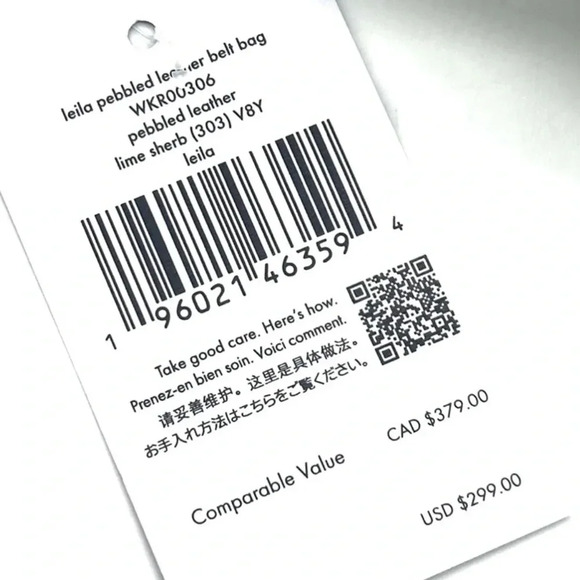 leila pebbled leather belt bag
WKR00306
pebbled leather
lime sherb (303) V8Y
leila
1 96021 46359 4
Take good care. Here's how.
Prenez-en bien soin. Voici comment.
请妥善维护。这里是具体做法。
お手入れ方法はこちらをご覧ください。
Comparable Value
CAD $379.00
USD $299.00